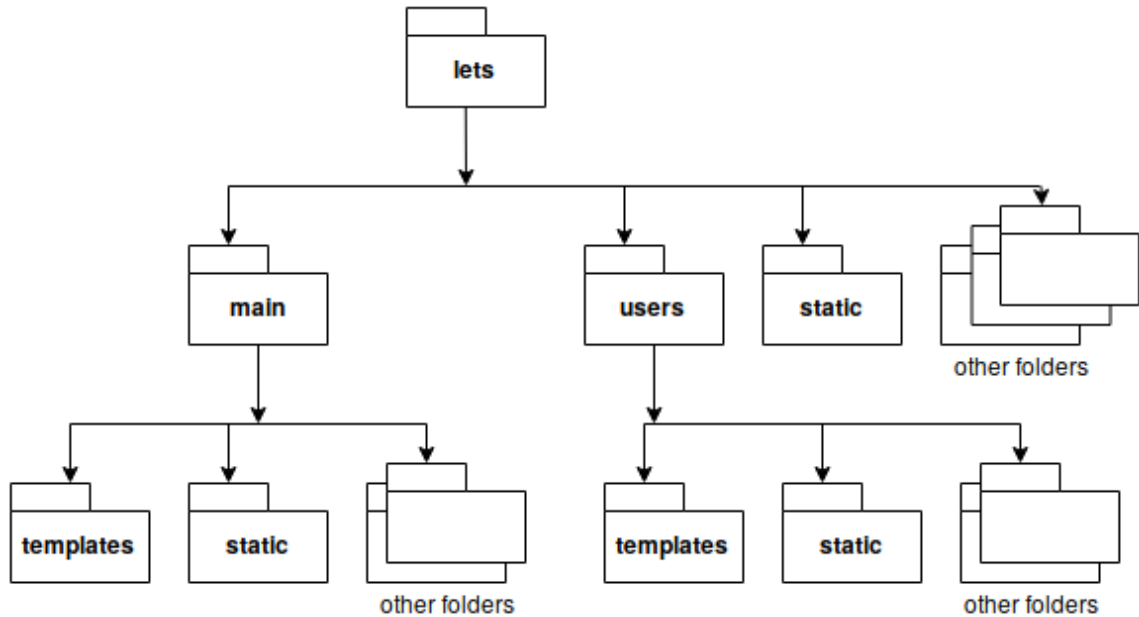 lets
main
users
static
other folders
templates
static
other folders
templates
static
other folders